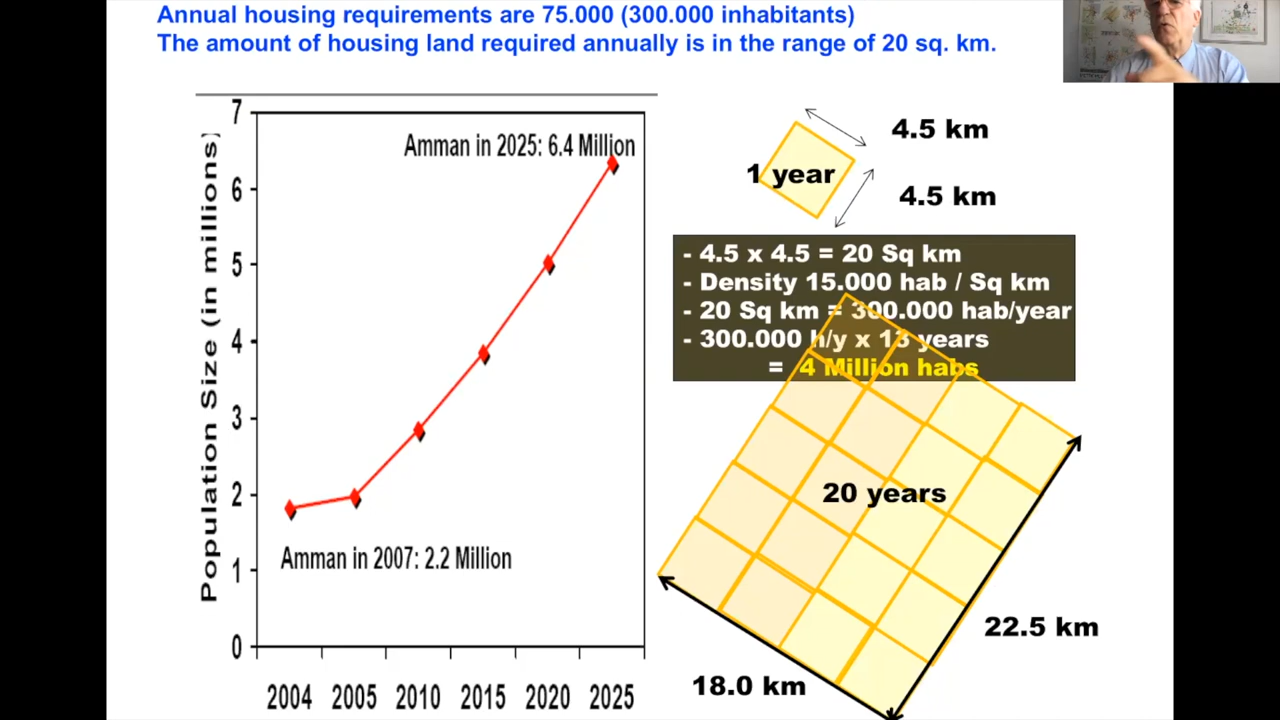 Annual housing requirements are 75.000 (300.000 inhabitants)
The amount of housing land required annually is in the range of 20 sq. km.
Population Size (in millions)
7
6
5
4
3
2
1
0
Amman in 2025: 6.4 Million
Amman in 2007: 2.2 Million
2004 2005 2010 2015 2020 2025
1 year
4.5 km
4.5 km
- 4.5 x 4.5 = 20 Sq km
- Density 15.000 hab / Sq km
- 20 Sq km = 300.000 hab/year
- 300.000 h/y x 13 years
= 4 Million habs
20 years
22.5 km
18.0 km